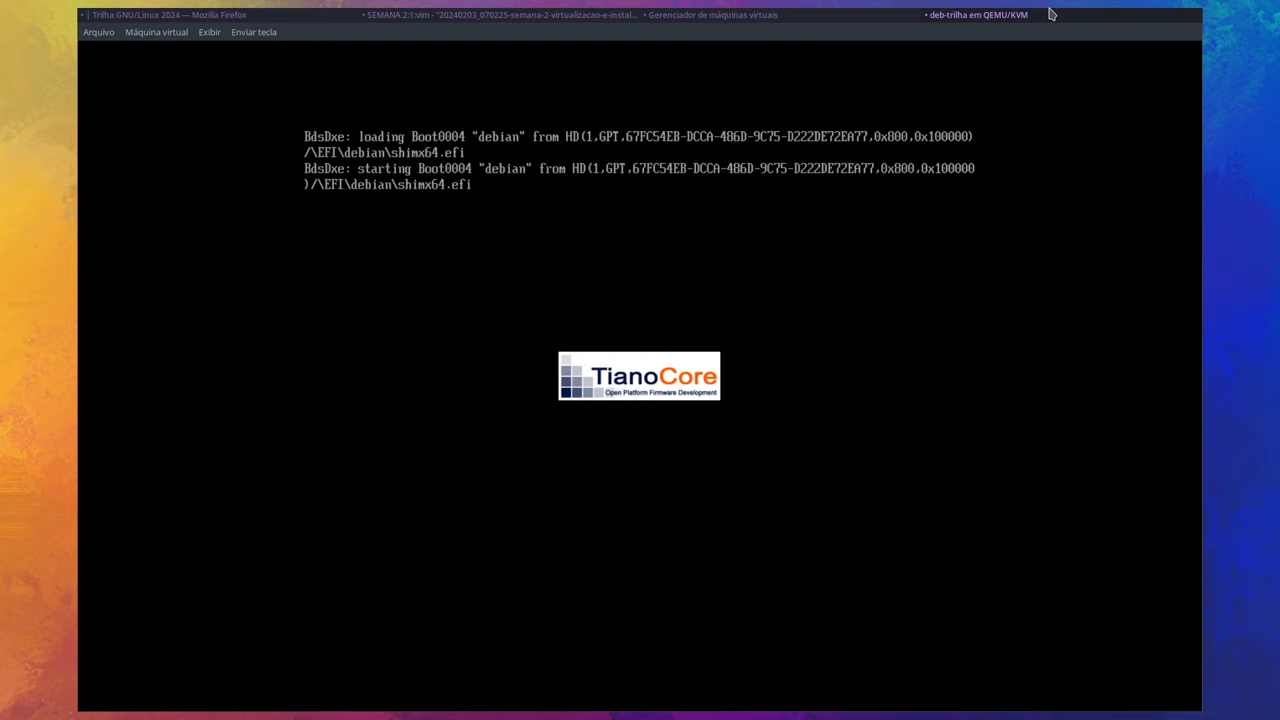 • | Trilha GNU/Linux 2024 — Mozilla Firefox
• SEMANA 2:1:vim - "20240203_070225-semana-2-virtualizacao-e-instal...
• Gerenciador de máquinas virtuais
• deb-trilha em QEMU/KVM
Arquivo Máquina virtual Exibir Enviar tecla
BdsDxe: loading Boot0004 "debian" from HD(1,GPT,67FC54EB-DCCA-486D-9C75-D222DE72EA77,0x800,0x100000)
/\EFI\debian\shimx64.efi
BdsDxe: starting Boot0004 "debian" from HD(1,GPT,67FC54EB-DCCA-486D-9C75-D222DE72EA77,0x800,0x100000
)/\EFI\debian\shimx64.efi
TianoCore
Open Platform Firmware Development